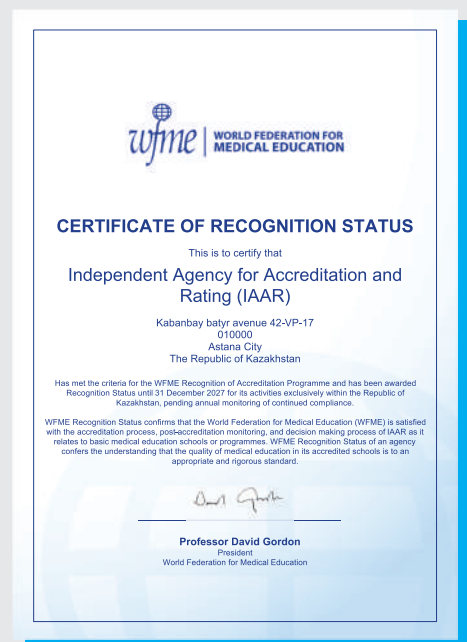 wfme
WORLD FEDERATION FOR
MEDICAL EDUCATION
CERTIFICATE OF RECOGNITION STATUS
This is to certify that
Independent Agency for Accreditation and
Rating (IAAR)
Kabanbay batyr avenue 42-VP-17
010000
Astana City
The Republic of Kazakhstan
Has met the criteria for the WFME Recognition of Accreditation Programme and has been awarded
Recognition Status until 31 December 2027 for its activities exclusively within the Republic of
Kazakhstan, pending annual monitoring of continued compliance.
WFME Recognition Status confirms that the World Federation for Medical Education (WFME) is satisfied
with the accreditation process, post-accreditation monitoring, and decision making process of IAAR as it
relates to basic medical education schools or programmes. WFME Recognition Status of an agency
confers the understanding that the quality of medical education in its accredited schools is to an
appropriate and rigorous standard.
Professor David Gordon
President
World Federation for Medical Education